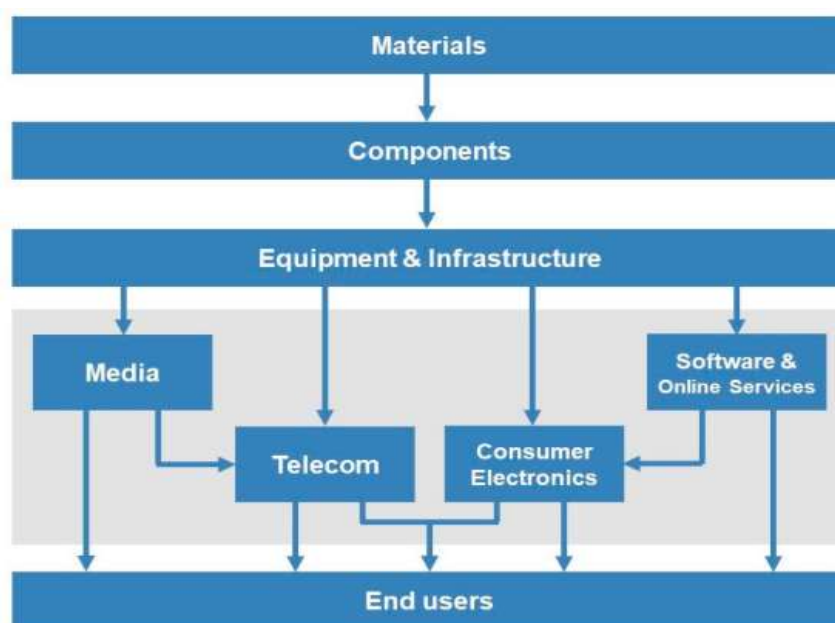 Materials
Components
Equipment & Infrastructure
Media
Software &
Online Services
Telecom
Consumer
Electronics
End users